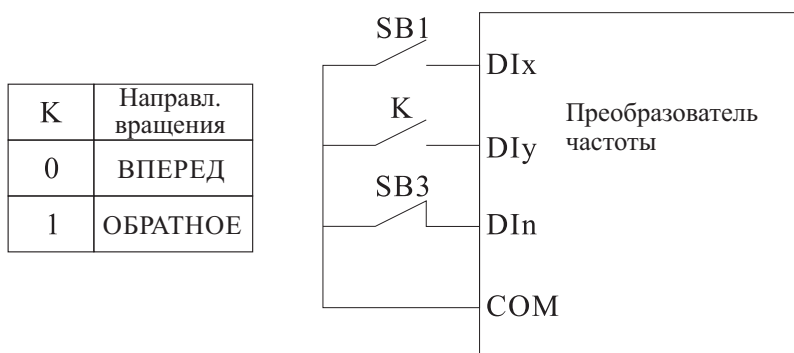 K
Направл.
вращения
0
ВПЕРЕД
1
ОБРАТНОЕ
SB1
DIx
K
DIy
SB3
DIn
COM
Преобразователь
частоты